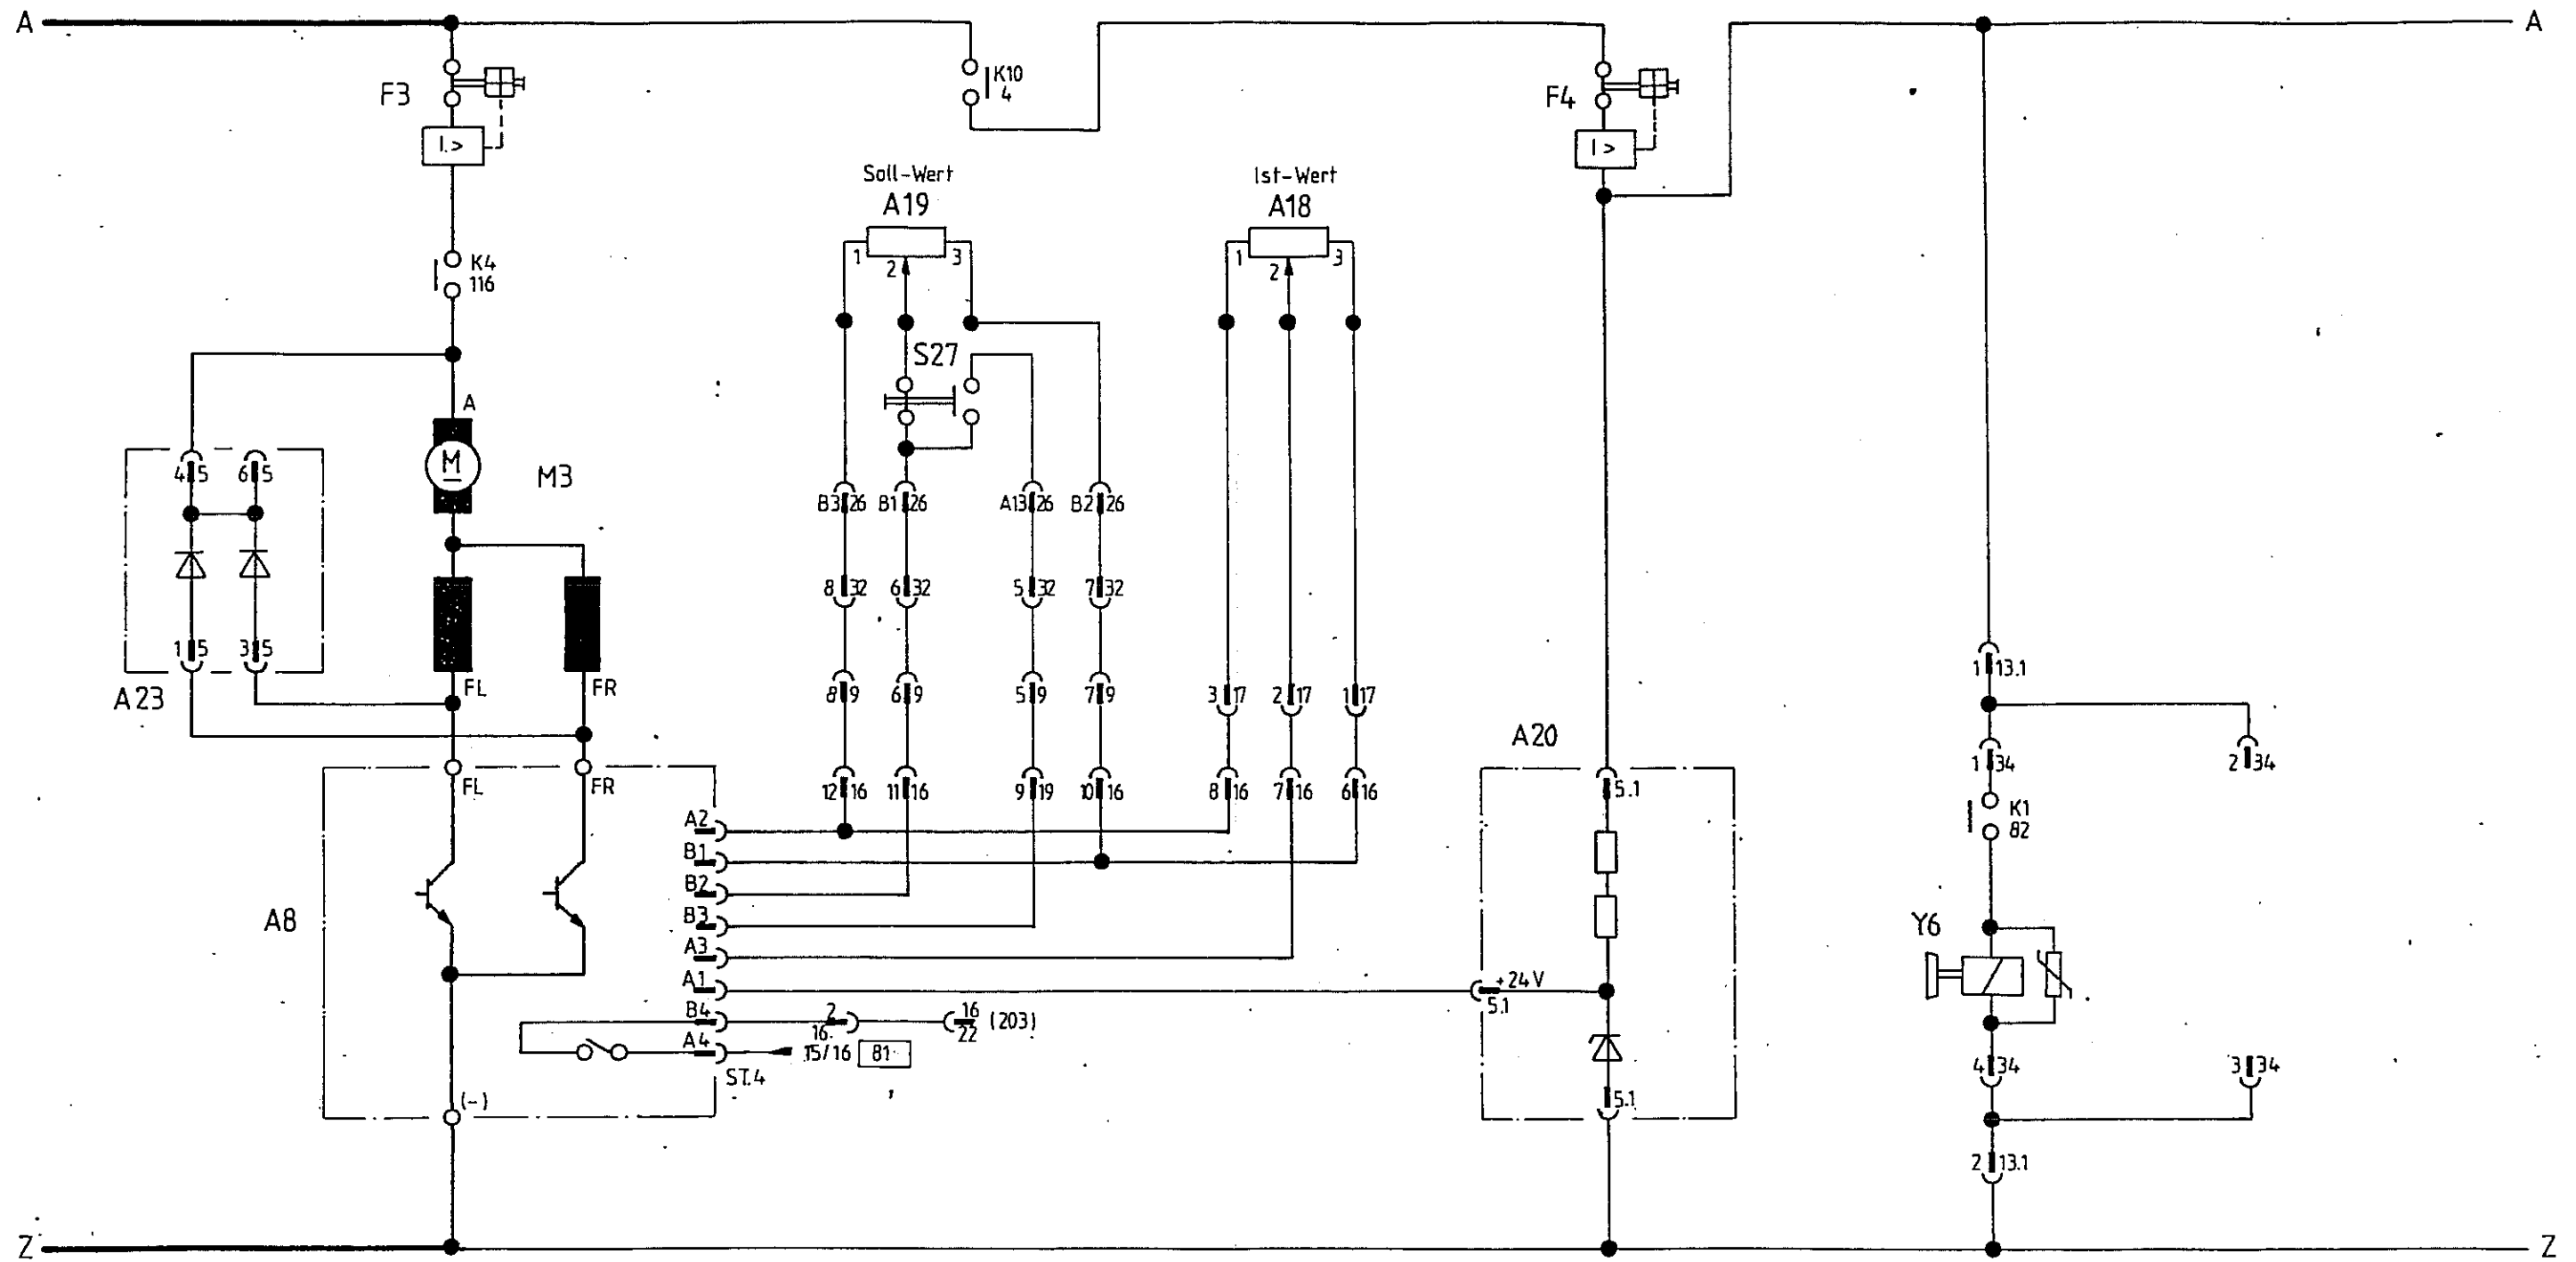 A
A
F3
I.>
K10
4
F4
I >
Soll-Wert
A19
1
2
3
Ist-Wert
A18
1
2
3
K4
116
S27
A
4 5
6 5
M
M3
B3 26
B1 26
A13 26
B2 26
8 32
6 32
5 32
7 32
1 5
3 5
A23
FL
FR
8 9
6 9
5 9
7 9
3 17
2 17
1 17
1 13.1
A20
FL
FR
12 16
11 16
9 19
10 16
8 16
7 16
6 16
5.1
1 34
2 34
K1
82
A8
A2
B1
B2
B3
A3
A1
+24V
5.1
Y6
B4
2
16
16
22
(203)
A4
15/16
81
ST.4
(-)
5.1
4 34
3 34
2 13.1
Z
Z